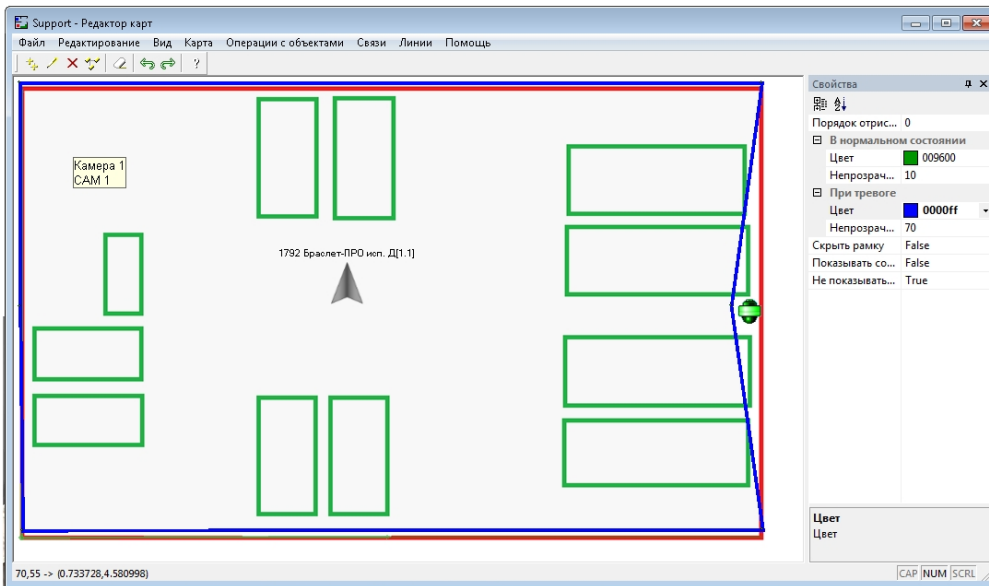 Support - Редактор карт
Файл Редактирование Вид Карта Операции с объектами Связи Линии Помощь
?
Камера 1
CAM 1
1792 Браслет-ПРО исп. Д[1.1]
Свойства
Порядок отрис... 0
В нормальном состоянии
Цвет 009600
Непрозрач... 10
При тревоге
Цвет 0000ff
Непрозрач... 70
Скрыть рамку False
Показывать со... False
Не показывать... True
Цвет
Цвет
70,55 -> (0.733728,4.580998)
CAP NUM SCRL